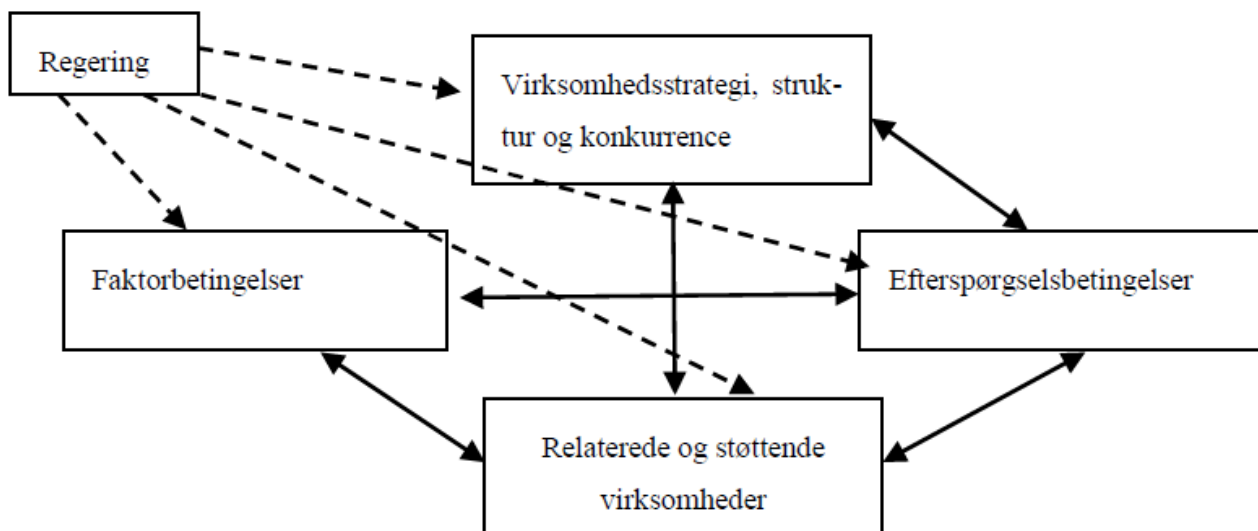 Regering
Virksomhedsstrategi, struk-
tur og konkurrence
Faktorbetingelser
Efterspørgselsbetingelser
Relaterede og støttende
virksomheder